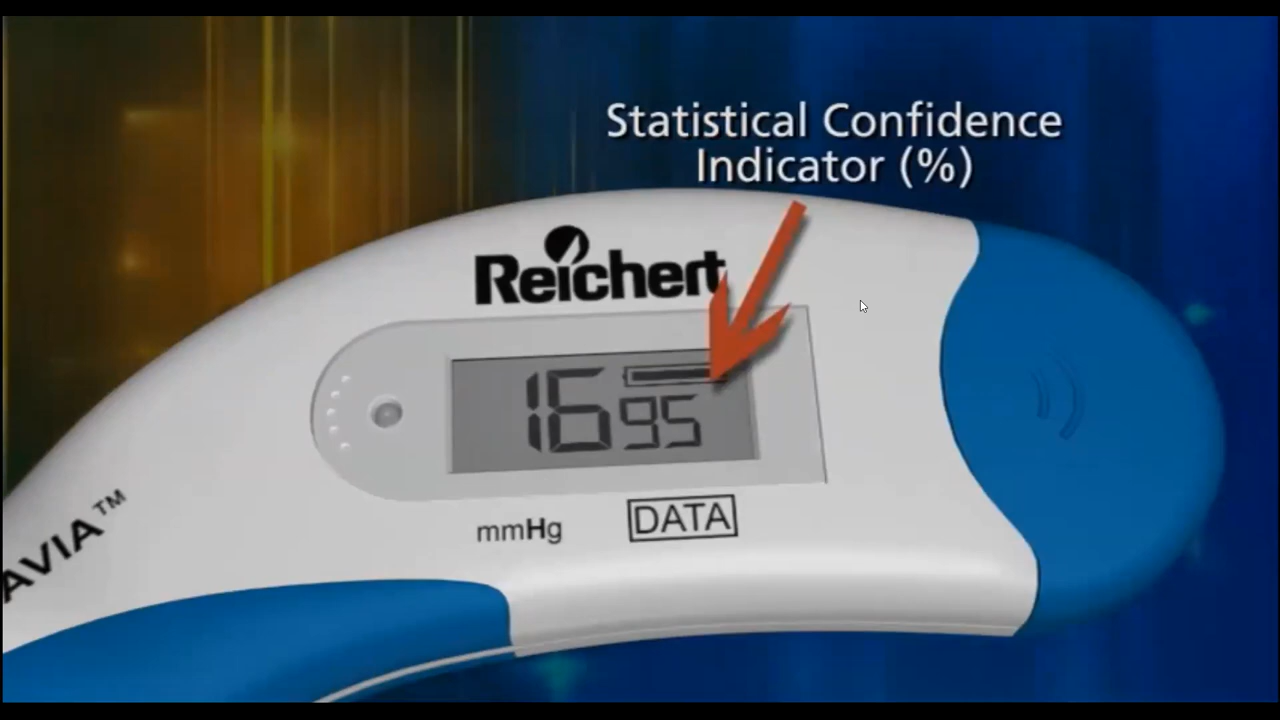 Statistical Confidence
Indicator (%)
Reichert
16 95
mmHg
DATA
AVIA™